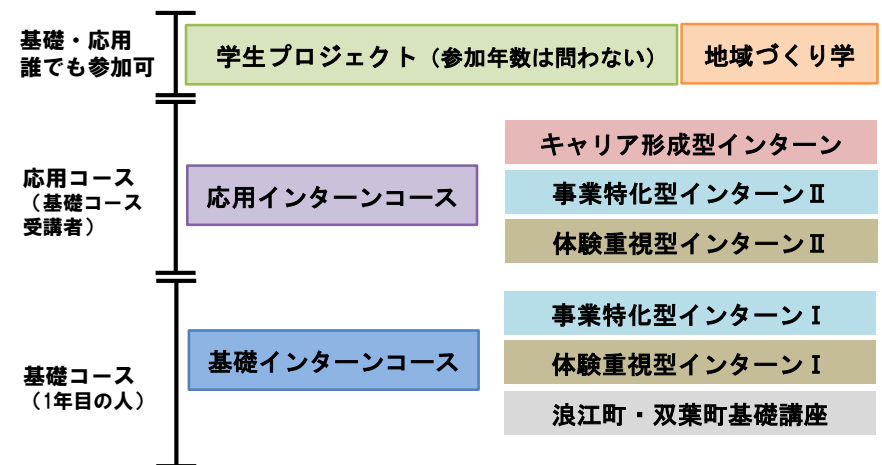 基礎・応用
誰でも参加可
学生プロジェクト（参加年数は問わない）
地域づくり学
応用コース
（基礎コース
受講者）
応用インターンコース
キャリア形成型インターン
事業特化型インターンⅡ
体験重視型インターンⅡ
基礎コース
（1年目の人）
基礎インターンコース
事業特化型インターンⅠ
体験重視型インターンⅠ
浪江町・双葉町基礎講座